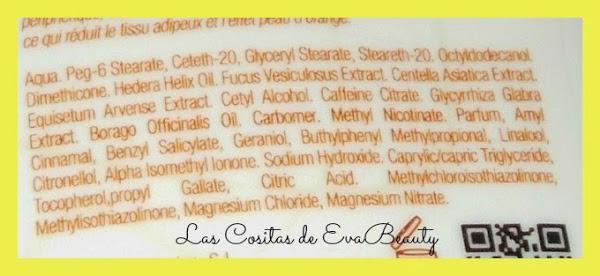 ce qui réduit le tissu adipeux et l'effet peau d'orange.
Aqua. Peg-6 Stearate, Ceteth-20, Glyceryl Stearate, Steareth-20. Octyldodecanol.
Dimethicone. Hedera Helix Oil. Fucus Vesiculosus Extract. Centella Asiatica Extract.
Equisetum Arvense Extract. Cetyl Alcohol. Caffeine Citrate. Glycyrrhiza Glabra
Extract. Borago Officinalis Oil. Carbomer. Methyl Nicotinate. Parfum, Amyl
Cinnamal, Benzyl Salicylate, Geraniol, Buthylphenyl Methylpropional, Linalool,
Citronellol, Alpha Isomethyl Ionone. Sodium Hydroxide. Caprylic/capric Triglyceride,
Tocopherol,propyl Gallate, Citric Acid. Methylchloroisothiazolinone,
Methylisothiazolinone, Magnesium Chloride, Magnesium Nitrate.
Las Cositas de EvaBeauty